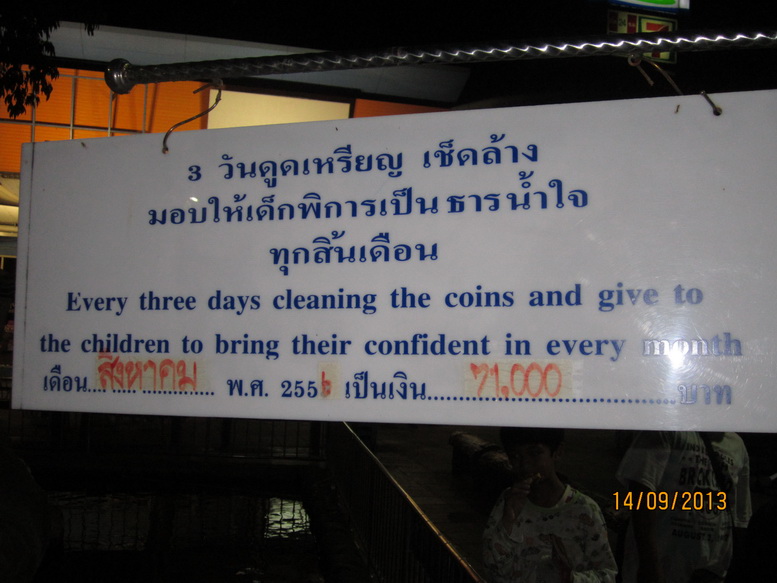 3 วันดูดเหรียญ เช็ดล้าง
มอบให้เด็กพิการเป็นธารน้ำใจ
ทุกสิ้นเดือน
Every three days cleaning the coins and give to
the children to bring their confident in every month
เดือน....สิงหาคม............... พ.ศ. 2556 เป็นเงิน.......71,000..................บาท
14/09/2013